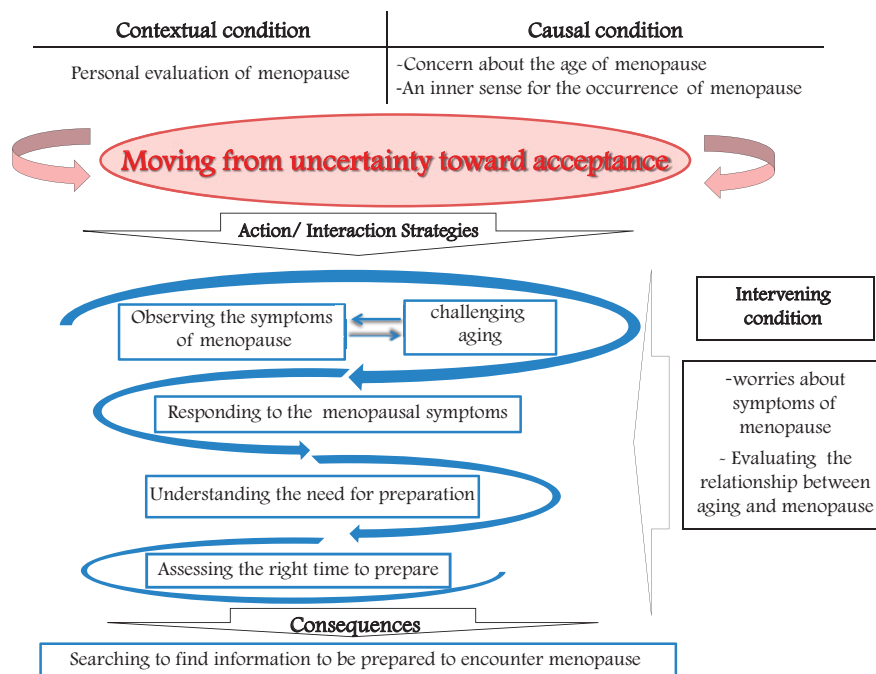 Contextual condition
Causal condition
Personal evaluation of menopause
-Concern about the age of menopause
-An inner sense for the occurrence of menopause
Moving from uncertainty toward acceptance
Action/ Interaction Strategies
Observing the symptoms
of menopause
challenging
aging
Responding to the menopausal symptoms
Understanding the need for preparation
Assessing the right time to prepare
Intervening
condition
-worries about
symptoms of
menopause
- Evaluating the
relationship between
aging and menopause
Consequences
Searching to find information to be prepared to encounter menopause